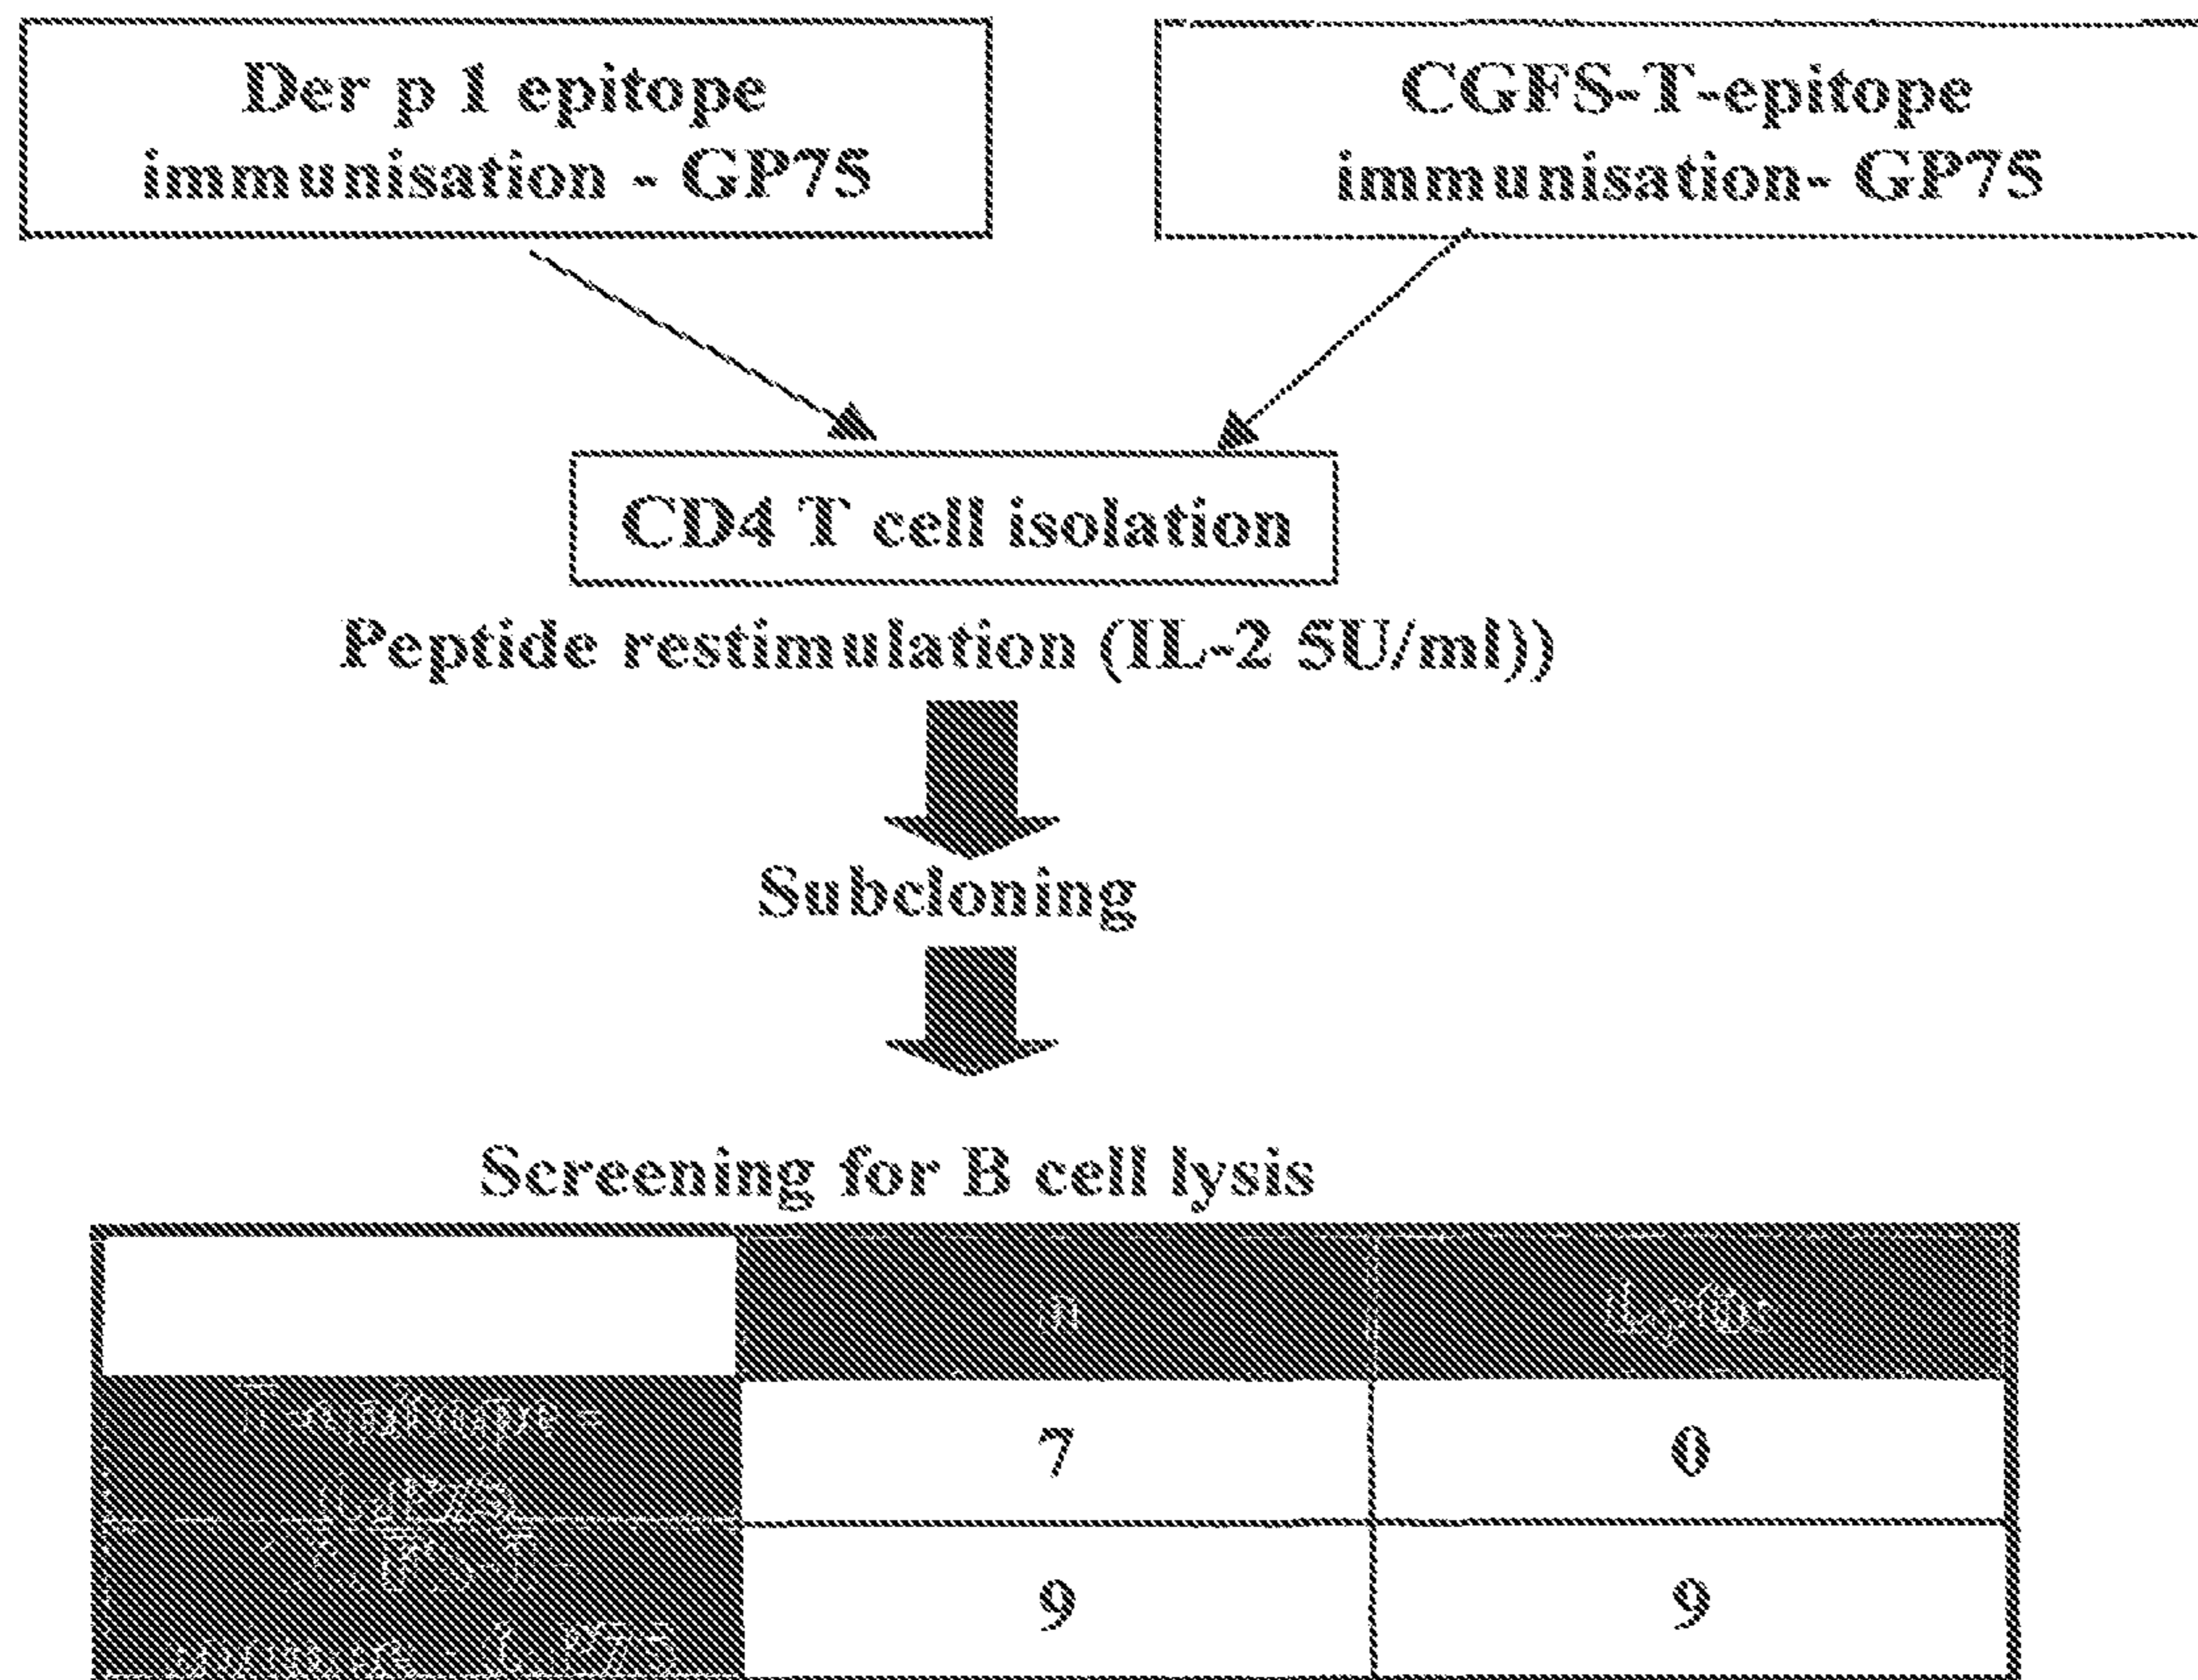 Der p 1 epitope
immunisation - GP75
CGFS-T-epitope
immunisation- GP75
CD4 T cell isolation
Peptide restimulation (IL-2 5U/ml))
Subcloning
Screening for B cell lysis
n
7 0
9 9